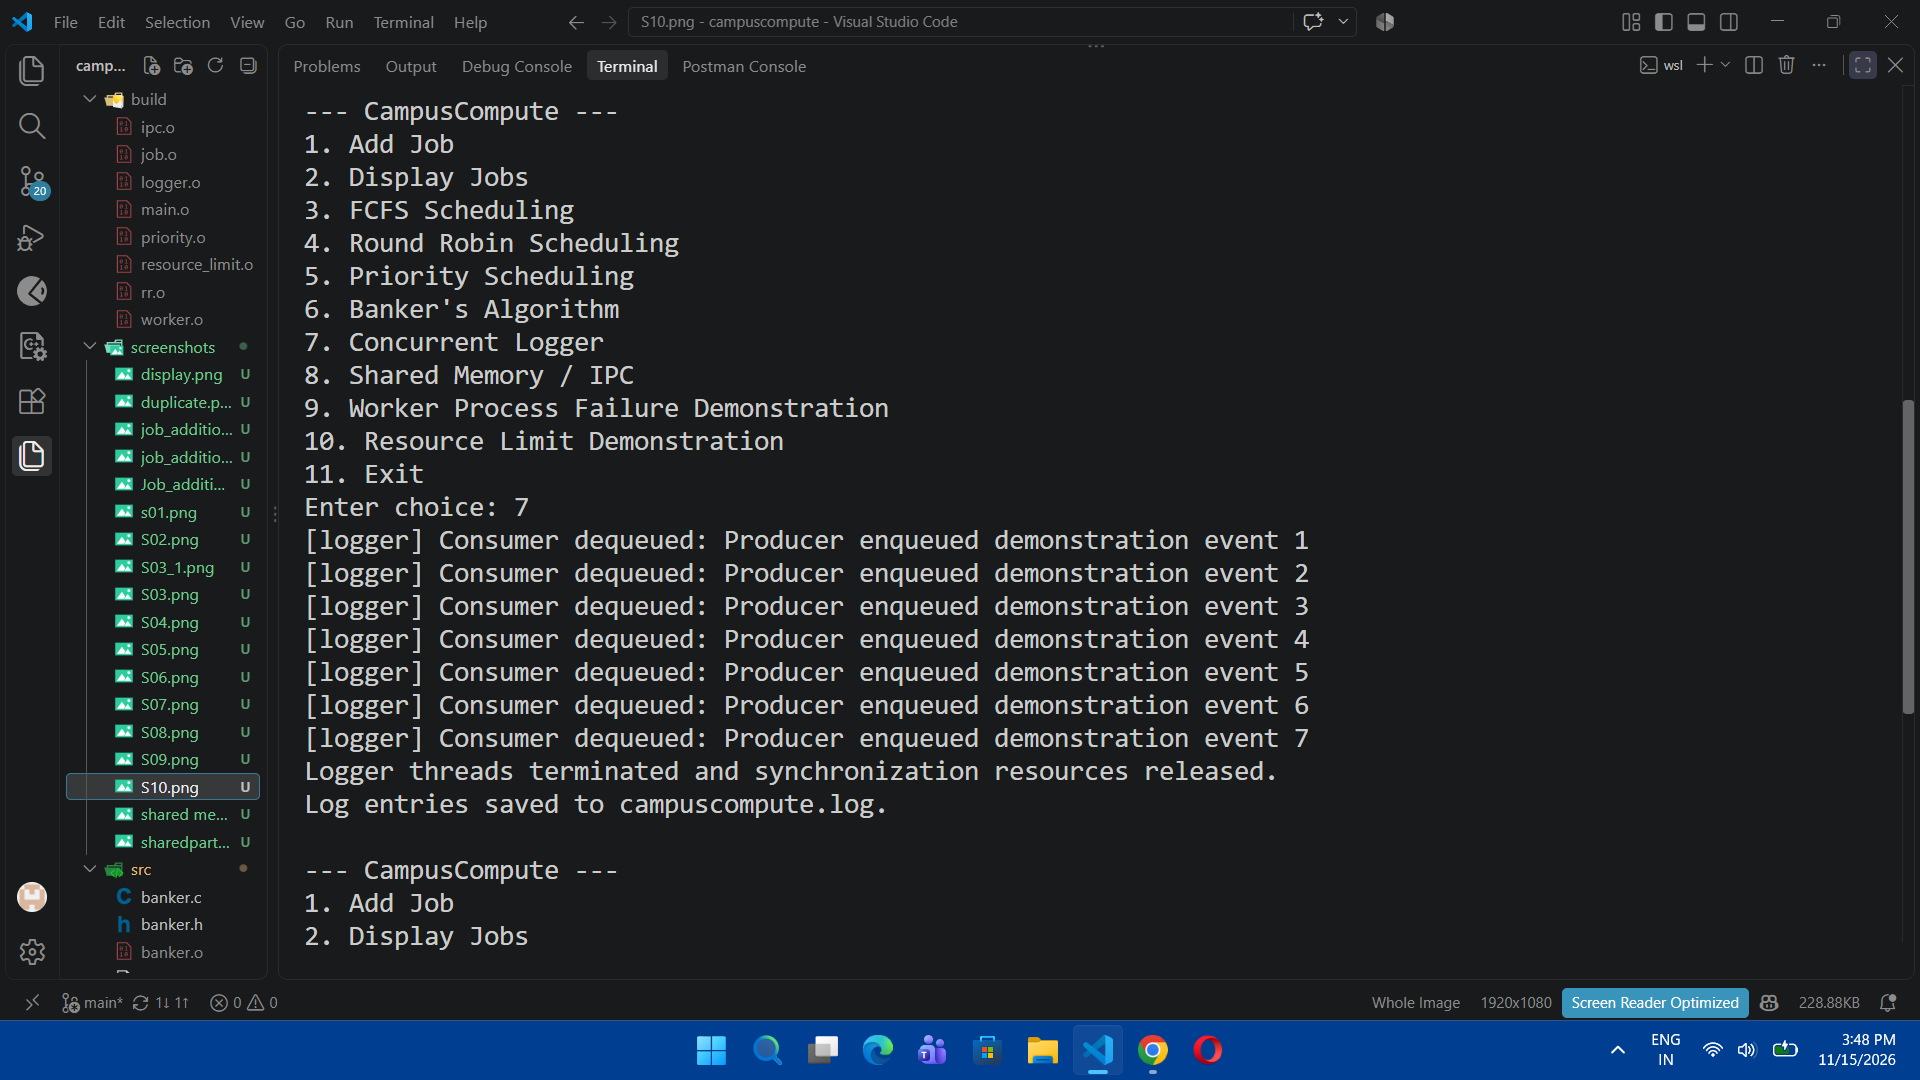 File Edit Selection View Go Run Terminal Help
S10.png - campuscompute - Visual Studio Code
camp...
build
ipc.o
job.o
logger.o
main.o
priority.o
resource_limit.o
rr.o
worker.o
screenshots
display.png U
duplicate.p... U
job_additio... U
job_additio... U
Job_additi... U
s01.png U
S02.png U
S03_1.png U
S03.png U
S04.png U
S05.png U
S06.png U
S07.png U
S08.png U
S09.png U
S10.png U
shared me... U
sharedpart... U
src
C banker.c
h banker.h
banker.o
20
Problems Output Debug Console Terminal Postman Console
wsl
--- CampusCompute ---
1. Add Job
2. Display Jobs
3. FCFS Scheduling
4. Round Robin Scheduling
5. Priority Scheduling
6. Banker's Algorithm
7. Concurrent Logger
8. Shared Memory / IPC
9. Worker Process Failure Demonstration
10. Resource Limit Demonstration
11. Exit
Enter choice: 7
[logger] Consumer dequeued: Producer enqueued demonstration event 1
[logger] Consumer dequeued: Producer enqueued demonstration event 2
[logger] Consumer dequeued: Producer enqueued demonstration event 3
[logger] Consumer dequeued: Producer enqueued demonstration event 4
[logger] Consumer dequeued: Producer enqueued demonstration event 5
[logger] Consumer dequeued: Producer enqueued demonstration event 6
[logger] Consumer dequeued: Producer enqueued demonstration event 7
Logger threads terminated and synchronization resources released.
Log entries saved to campuscompute.log.
--- CampusCompute ---
1. Add Job
2. Display Jobs
main* 1↓ 1↑ 0 0
Whole Image 1920x1080 Screen Reader Optimized 228.88KB
ENG
IN
3:48 PM
11/15/2026